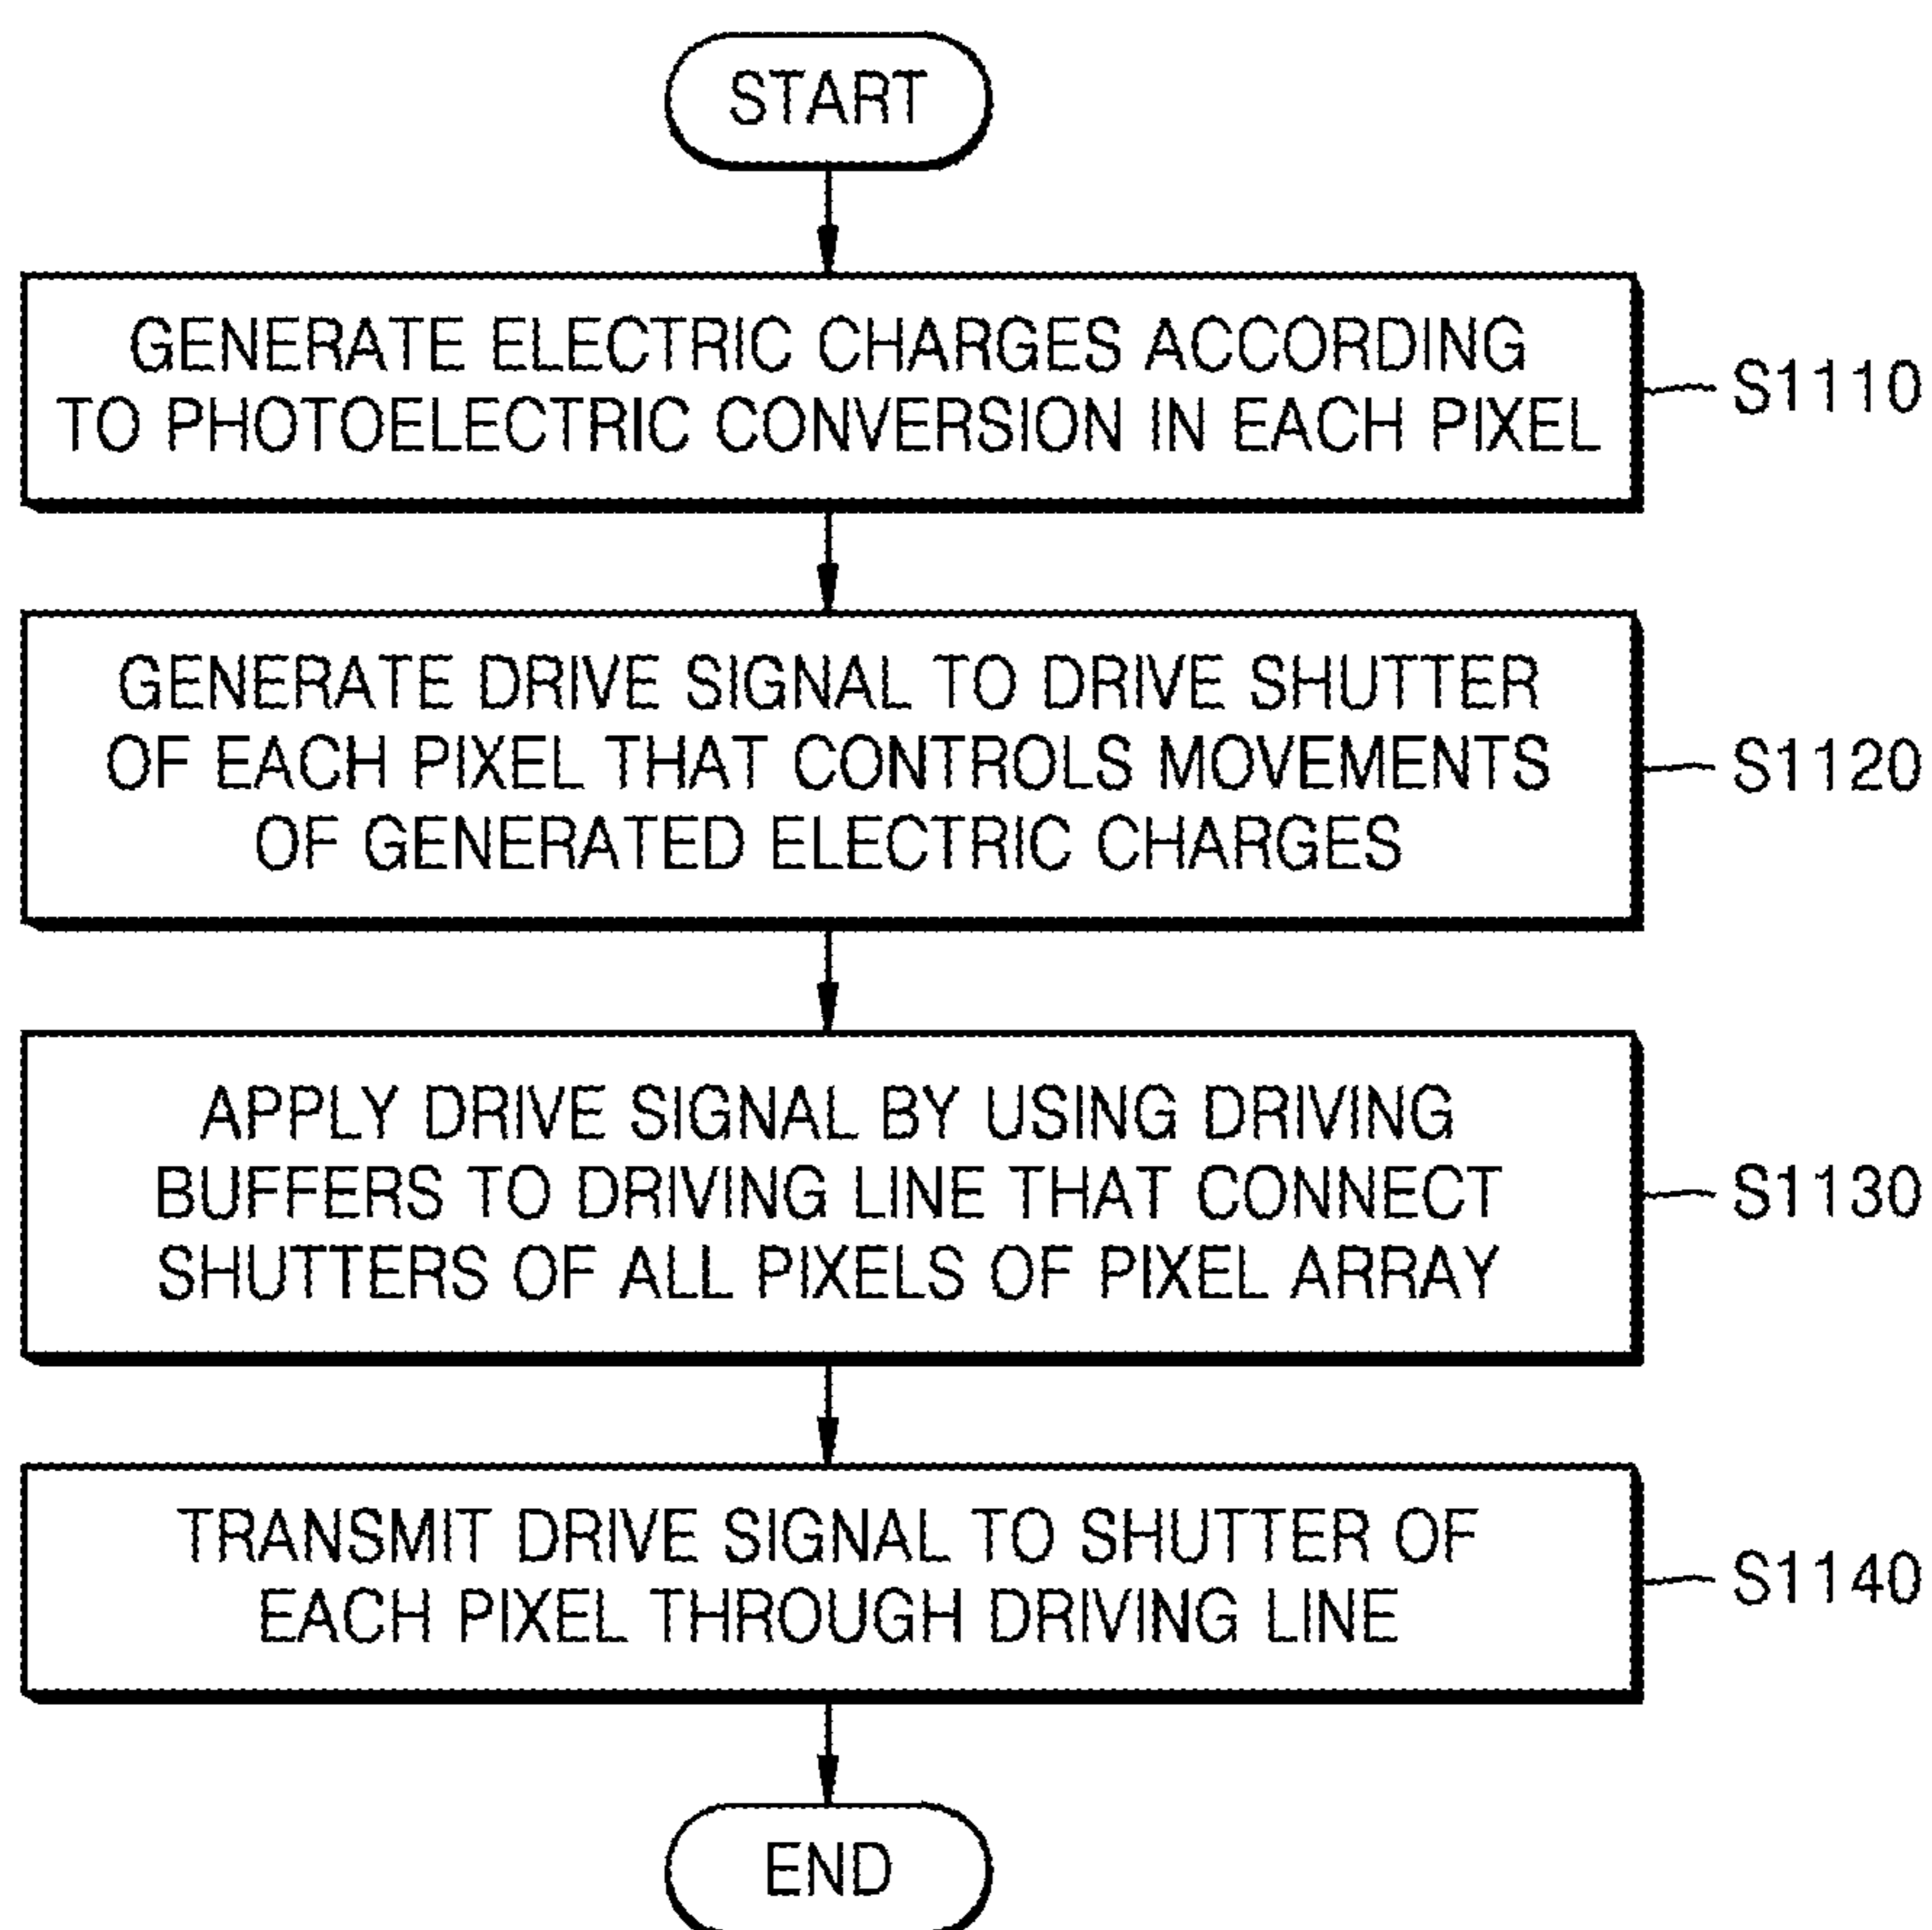 START
GENERATE ELECTRIC CHARGES ACCORDING
TO PHOTOELECTRIC CONVERSION IN EACH PIXEL
S1110
GENERATE DRIVE SIGNAL TO DRIVE SHUTTER
OF EACH PIXEL THAT CONTROLS MOVEMENTS
OF GENERATED ELECTRIC CHARGES
S1120
APPLY DRIVE SIGNAL BY USING DRIVING
BUFFERS TO DRIVING LINE THAT CONNECT
SHUTTERS OF ALL PIXELS OF PIXEL ARRAY
S1130
TRANSMIT DRIVE SIGNAL TO SHUTTER OF
EACH PIXEL THROUGH DRIVING LINE
S1140
END